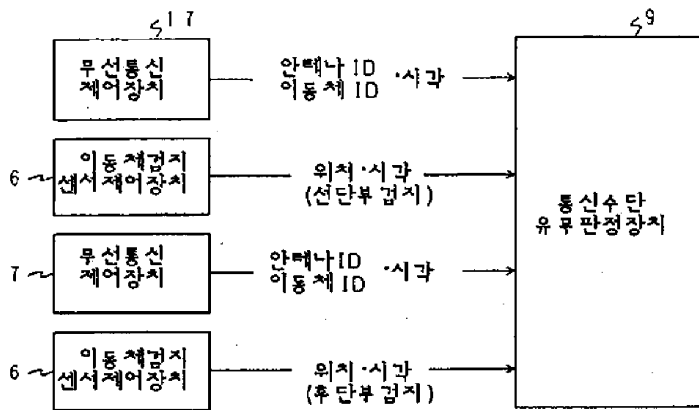 17
9
무선통신
제어장치
안테나 ID
이동체 ID
·시각
6
이동체검지
센서제어장치
위치·시각
(선단부검지)
통신수단
유무판정장치
7
무선통신
제어장치
안테나 ID
이동체 ID
·시각
6
이동체검지
센서제어장치
위치·시각
(후단부검지)